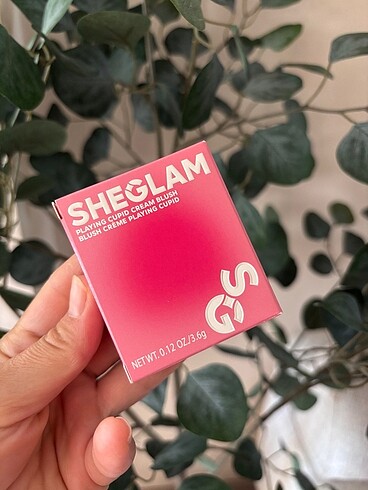 SHEGLAM
PLAYING CUPID CREAM BLUSH
BLUSH CRÈME PLAYING CUPID
SG
NET WT. 0.12 OZ/3.6g